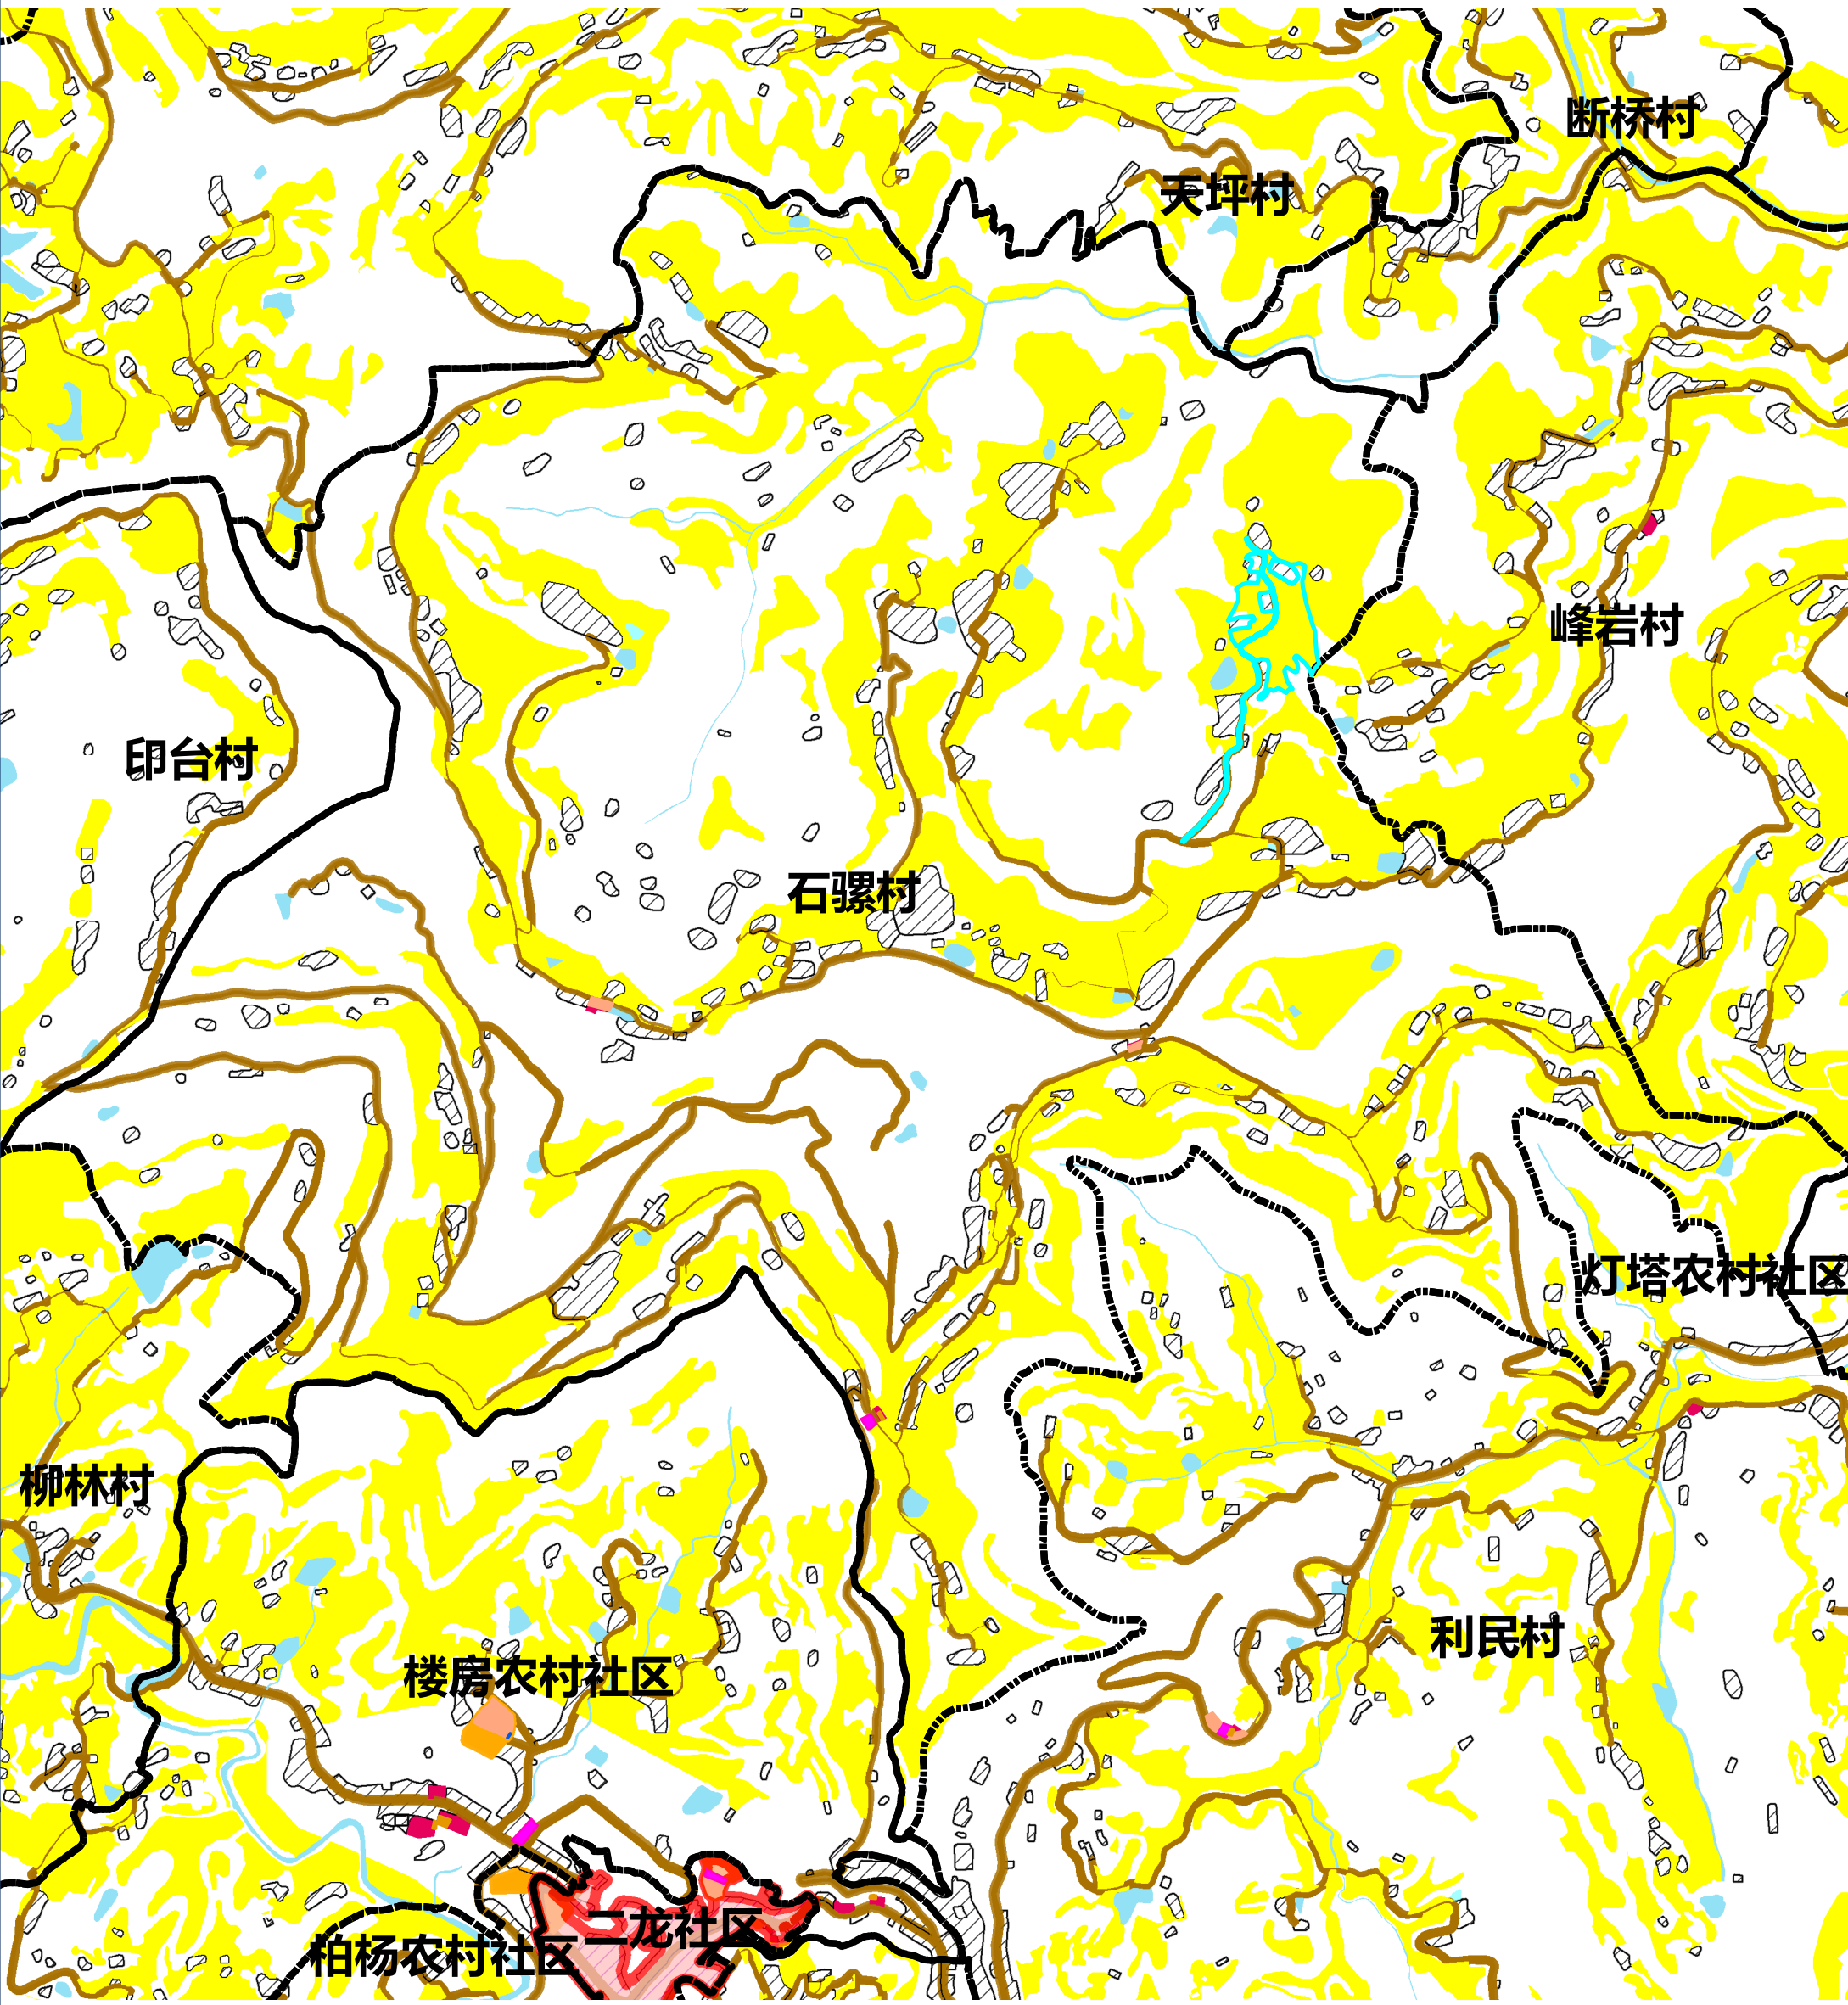 断桥村
天坪村
峰岩村
印台村
石骡村
灯塔农村社区
柳林村
利民村
楼房农村社区
二龙社区
柏杨农村社区